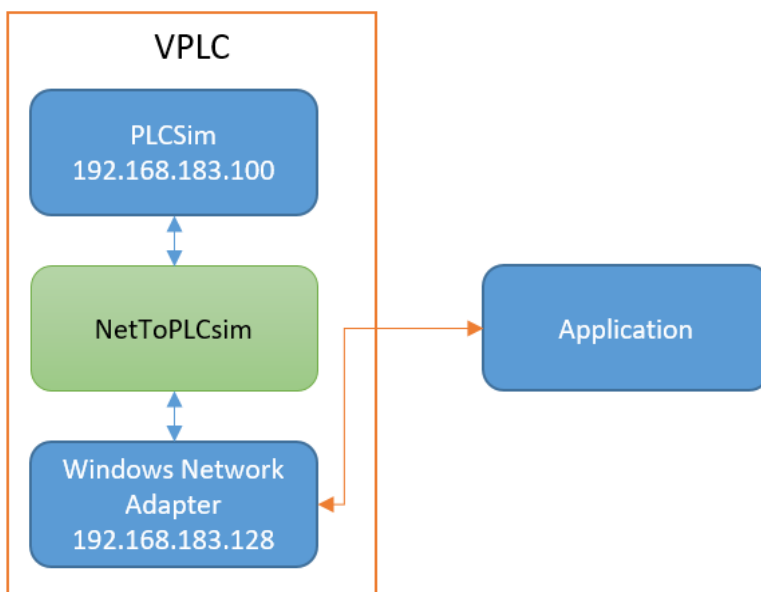 VPLC
PLCSim
192.168.183.100
NetToPLCsim
Application
Windows Network
Adapter
192.168.183.128